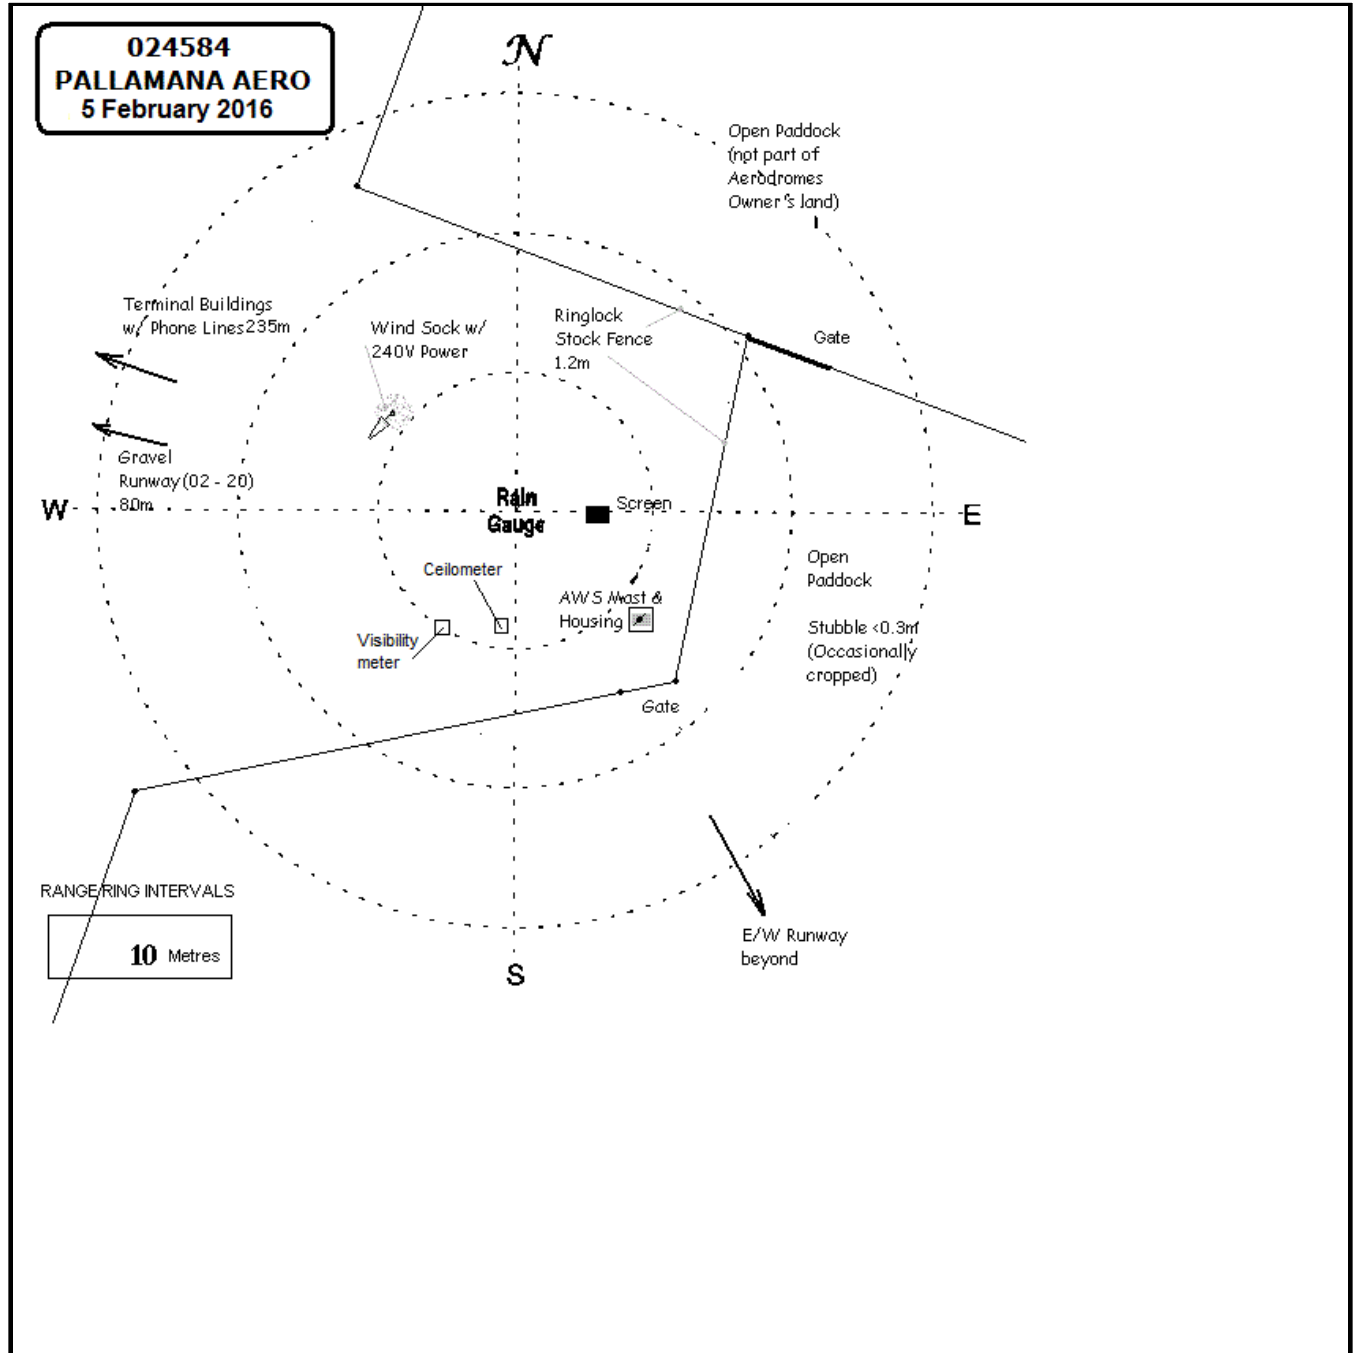 024584
PALLAMANA AERO
5 February 2016
N
Open Paddock
(not part of
Aerodromes
Owner's land)
Terminal Buildings
w/ Phone Lines 235m
Wind Sock w/
240V Power
Ringlock
Stock Fence
1.2m
Gate
Gravel
Runway (02 - 20)
80m
W
Rain
Gauge
Screen
E
Ceilometer
Open
Paddock
AWS Mast &
Housing
Stubble <0.3m
(Occasionally
cropped)
Visibility
meter
Gate
RANGE RING INTERVALS
10 Metres
E/W Runway
beyond
S